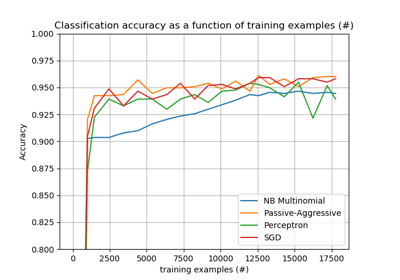 Classification accuracy as a function of training examples (#)
1.000
0.975
0.950
0.925
0.900
0.875
0.850
0.825
0.800
Accuracy
NB Multinomial
Passive-Aggressive
Perceptron
SGD
0 2500 5000 7500 10000 12500 15000 17500
training examples (#)